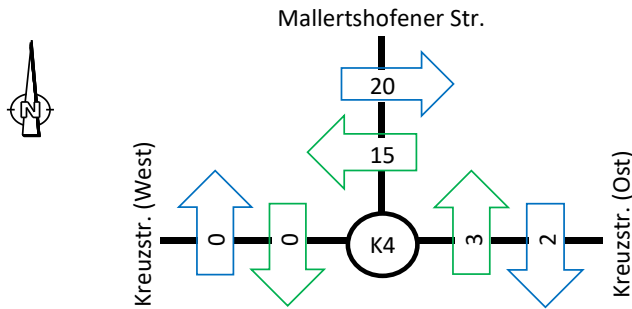 Mallertshofener Str.
N
20
15
Kreuzstr. (West)
0
0
K4
3
2
Kreuzstr. (Ost)